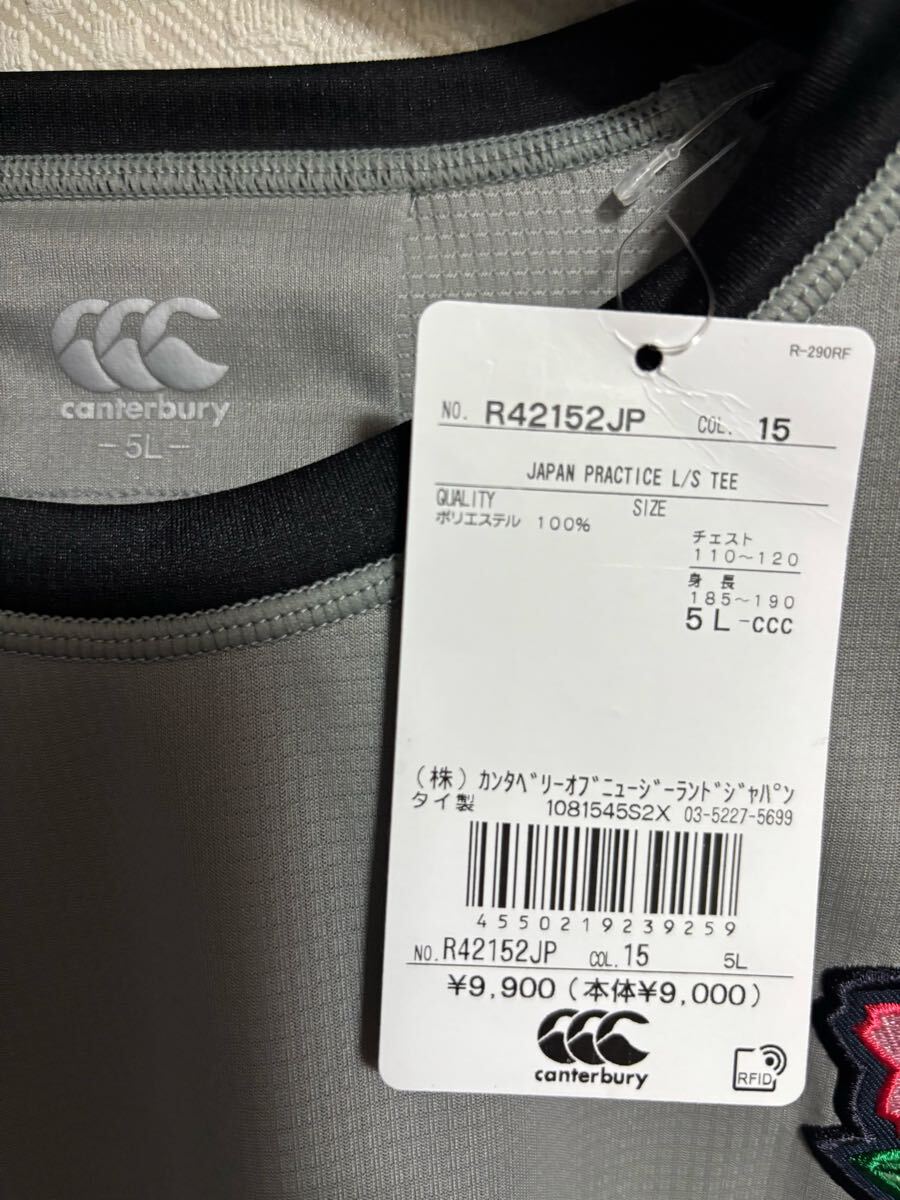 canterbury
-5L-
R-290RF
NO. R42152JP COL. 15
JAPAN PRACTICE L/S TEE
QUALITY SIZE
ポリエステル 100%
チェスト
110~120
身長
185~190
5L-CCC
(株)カンタベリーオブニュージーランドジャパン
タイ製 1081545S2X 03-5227-5699
4550219239259
NO. R42152JP COL. 15 5L
¥9,900(本体¥9,000)
canterbury
RFID